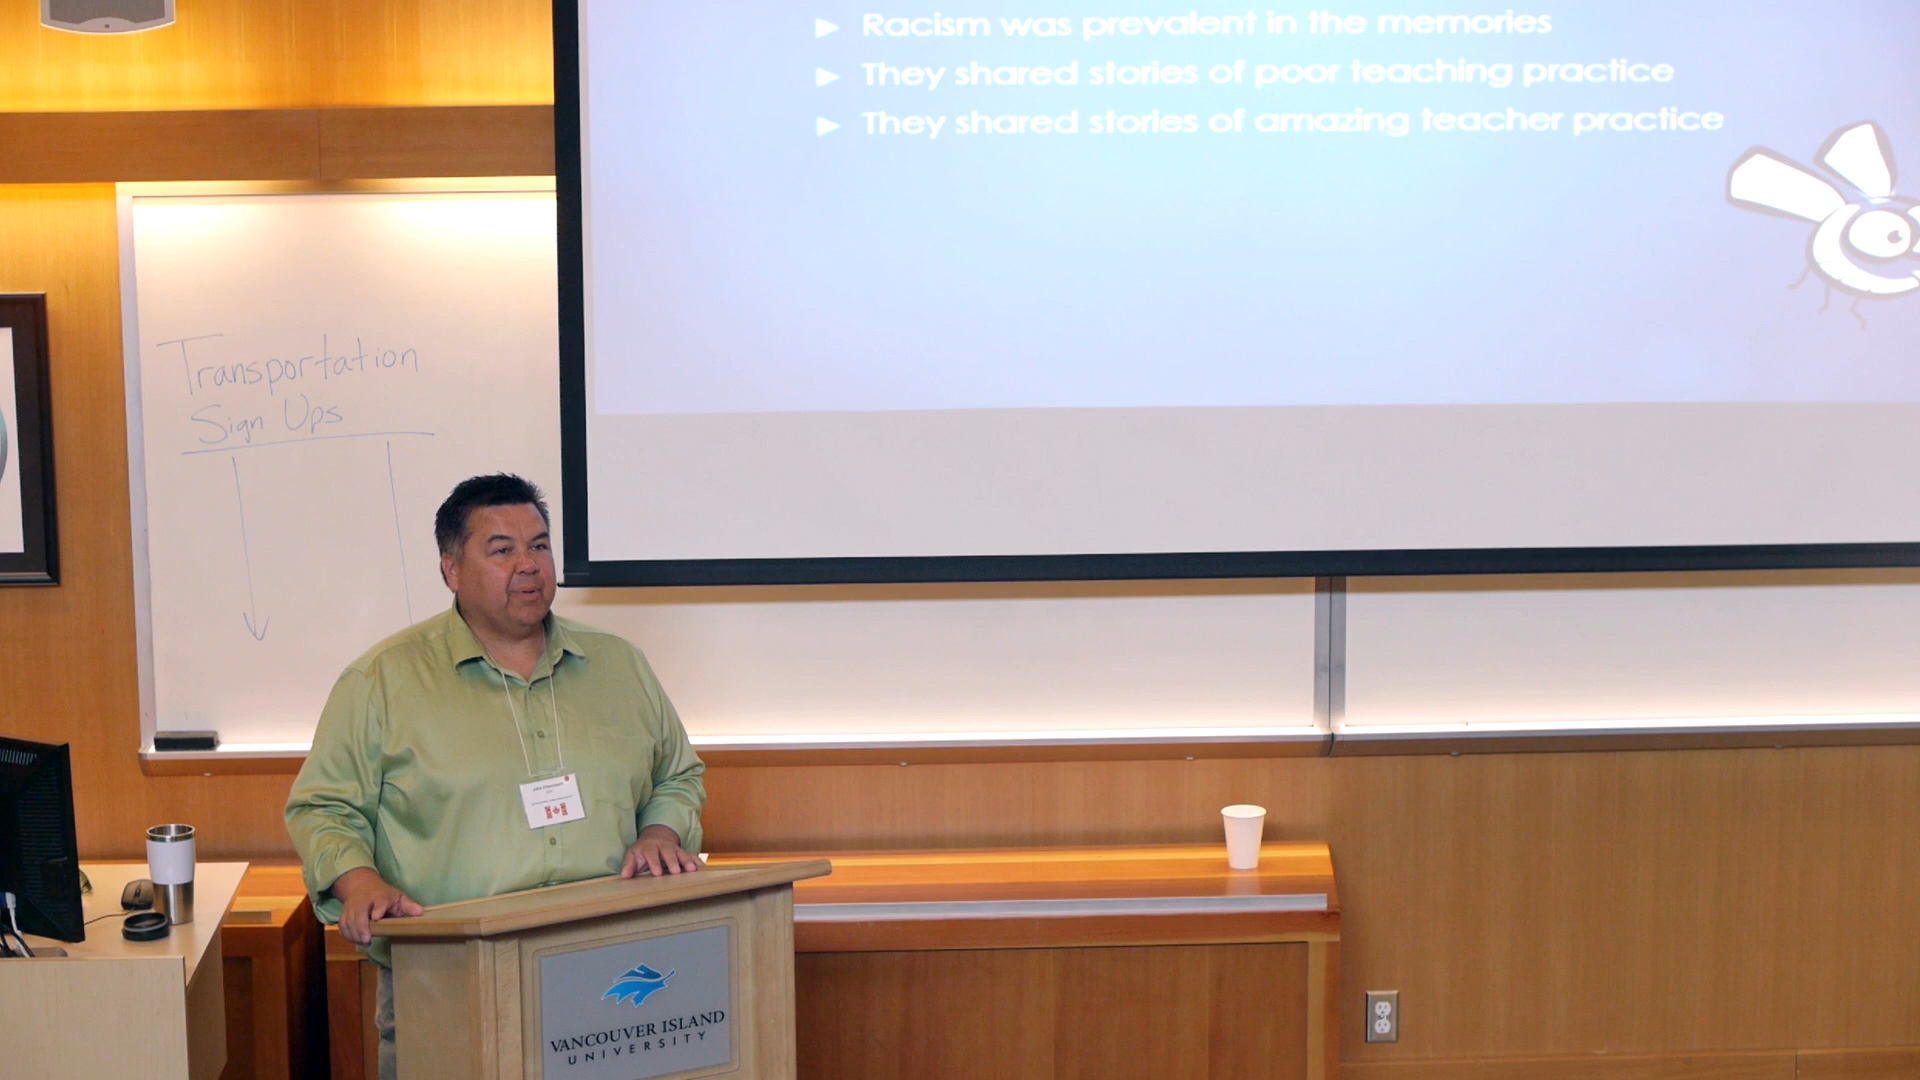 Racism was prevalent in the memories
They shared stories of poor teaching practice
They shared stories of amazing teacher practice
Transportation
Sign Ups
VANCOUVER ISLAND
UNIVERSITY